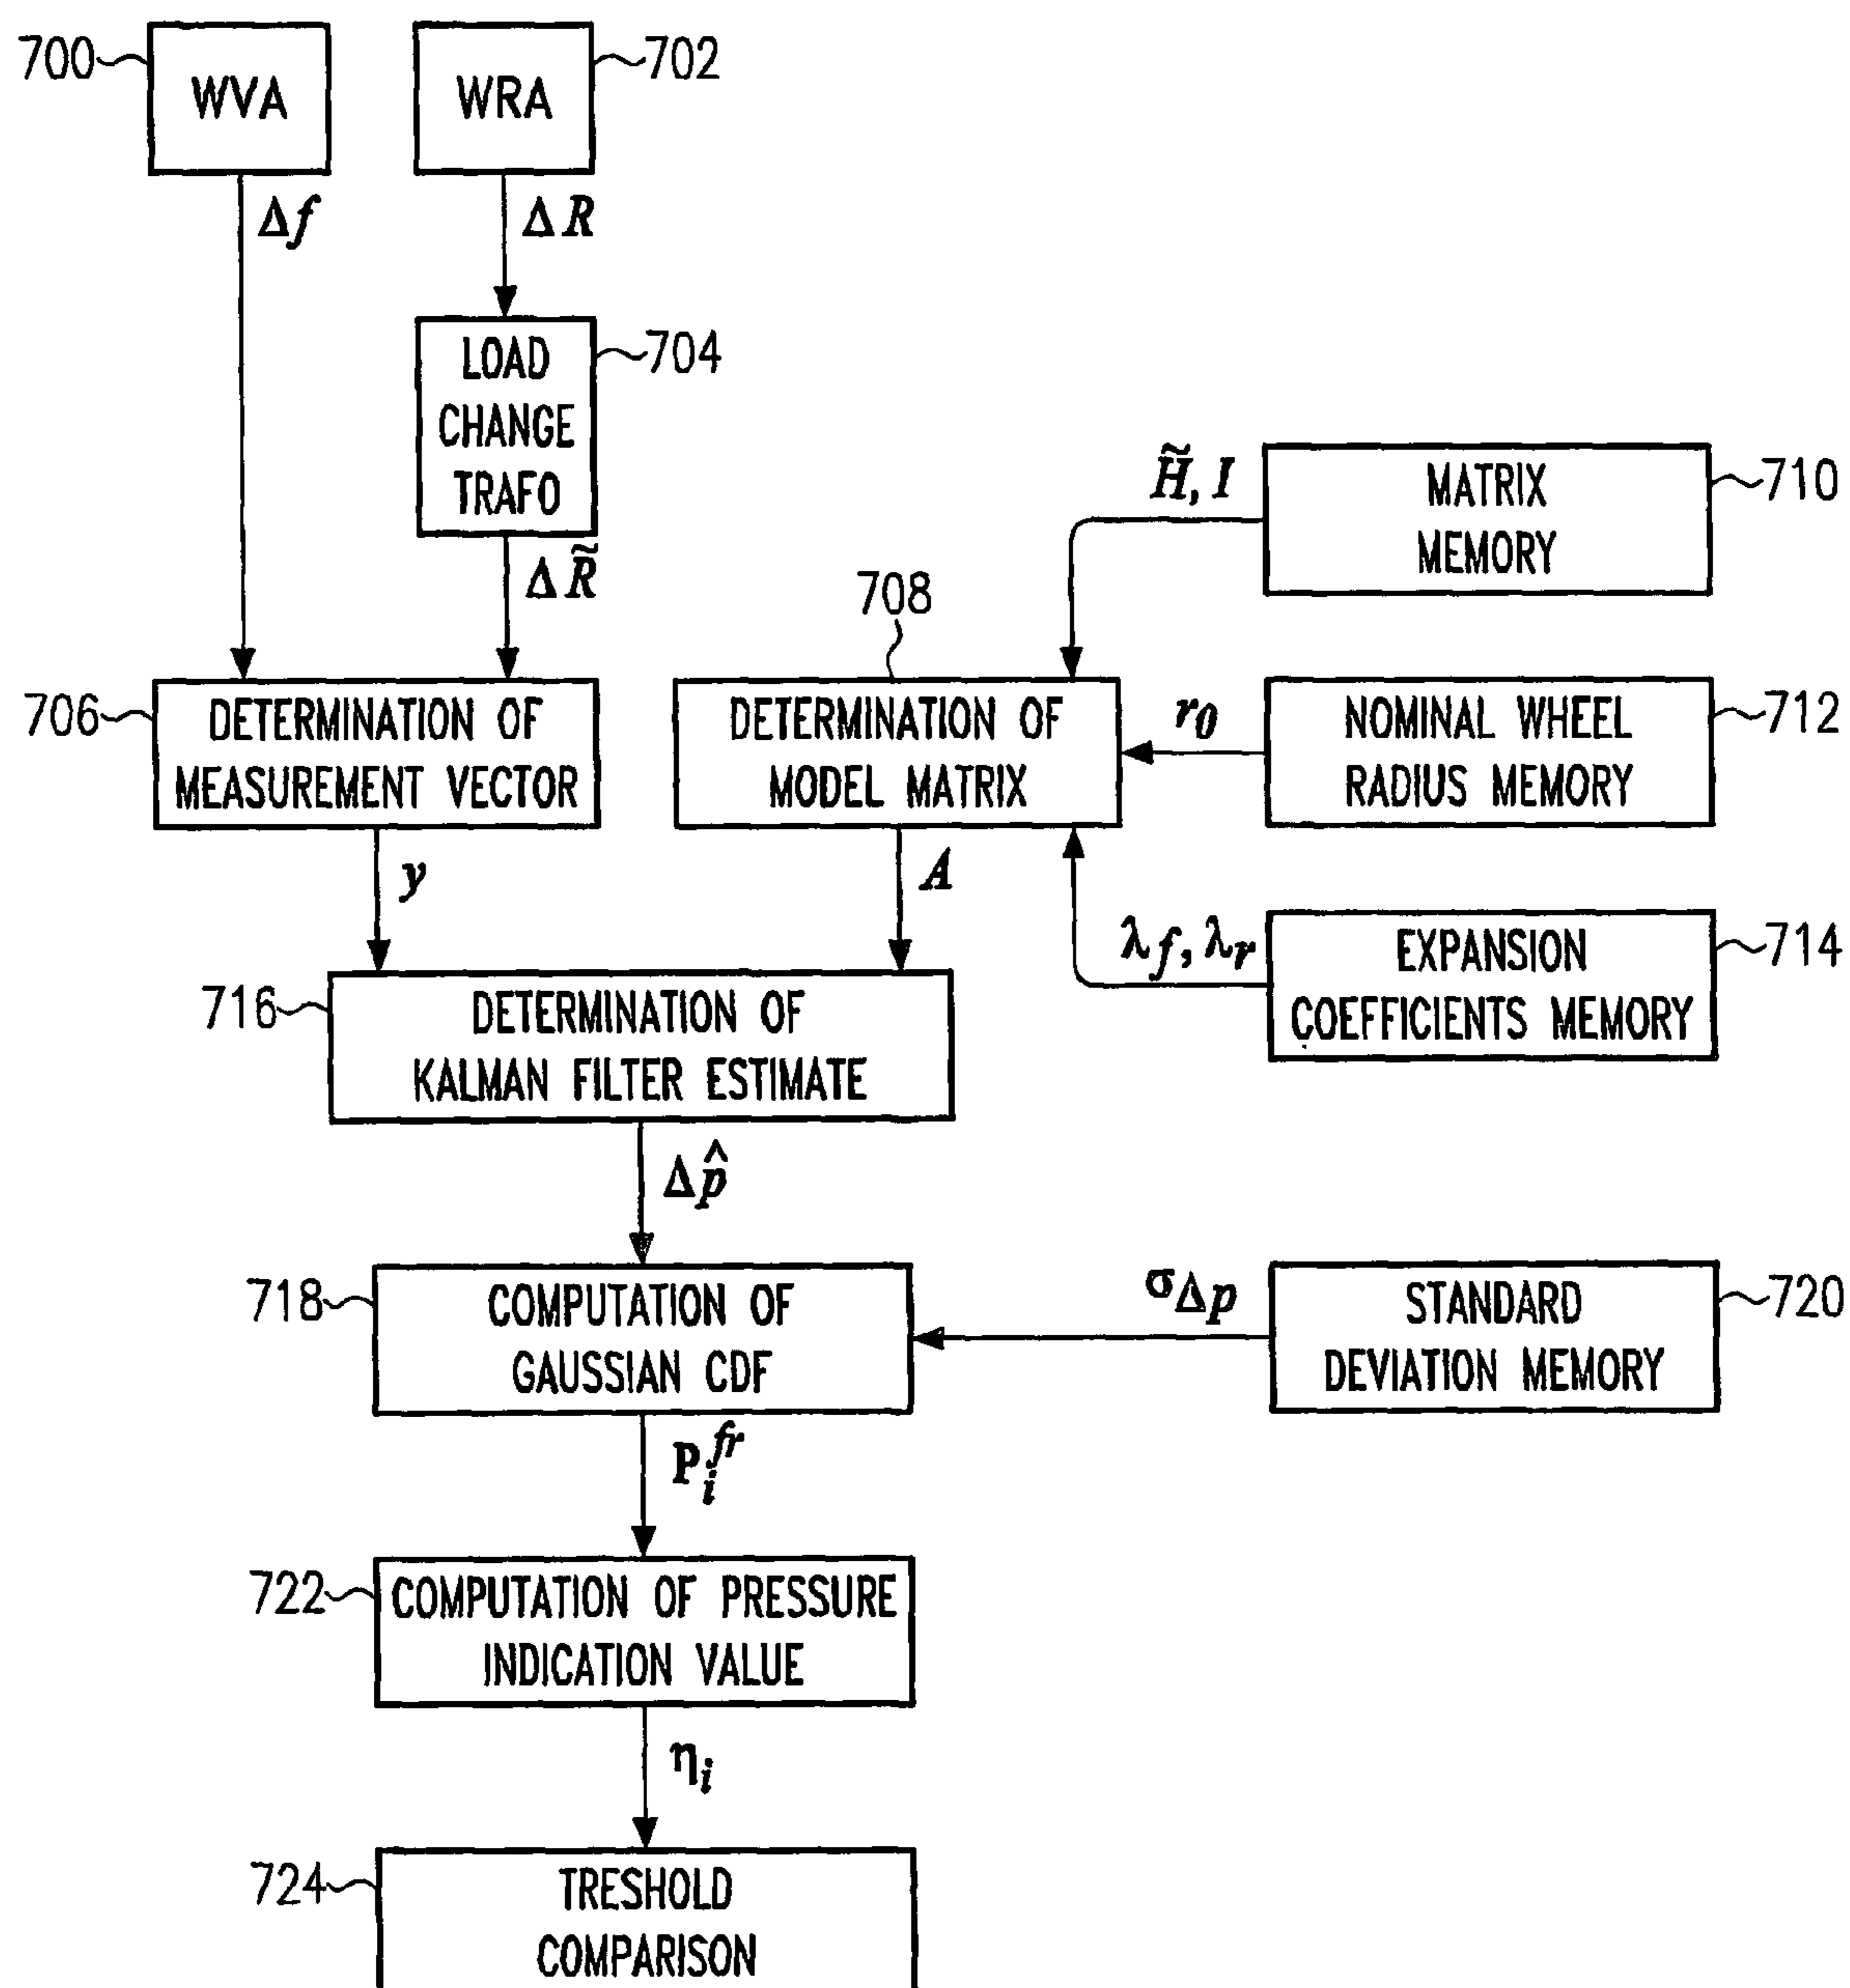 700
WVA
702
WRA
Δf
ΔR
704
LOAD
CHANGE
TRAFO
ΔR̃
710
MATRIX
MEMORY
H̃, I
706
DETERMINATION OF
MEASUREMENT VECTOR
708
DETERMINATION OF
MODEL MATRIX
r₀
712
NOMINAL WHEEL
RADIUS MEMORY
y
A
λf, λr
714
EXPANSION
COEFFICIENTS MEMORY
716
DETERMINATION OF
KALMAN FILTER ESTIMATE
Δp̂
718
COMPUTATION OF
GAUSSIAN CDF
σΔp
720
STANDARD
DEVIATION MEMORY
Pᵢ^fr
722
COMPUTATION OF PRESSURE
INDICATION VALUE
ηᵢ
724
TRESHOLD
COMPARISON